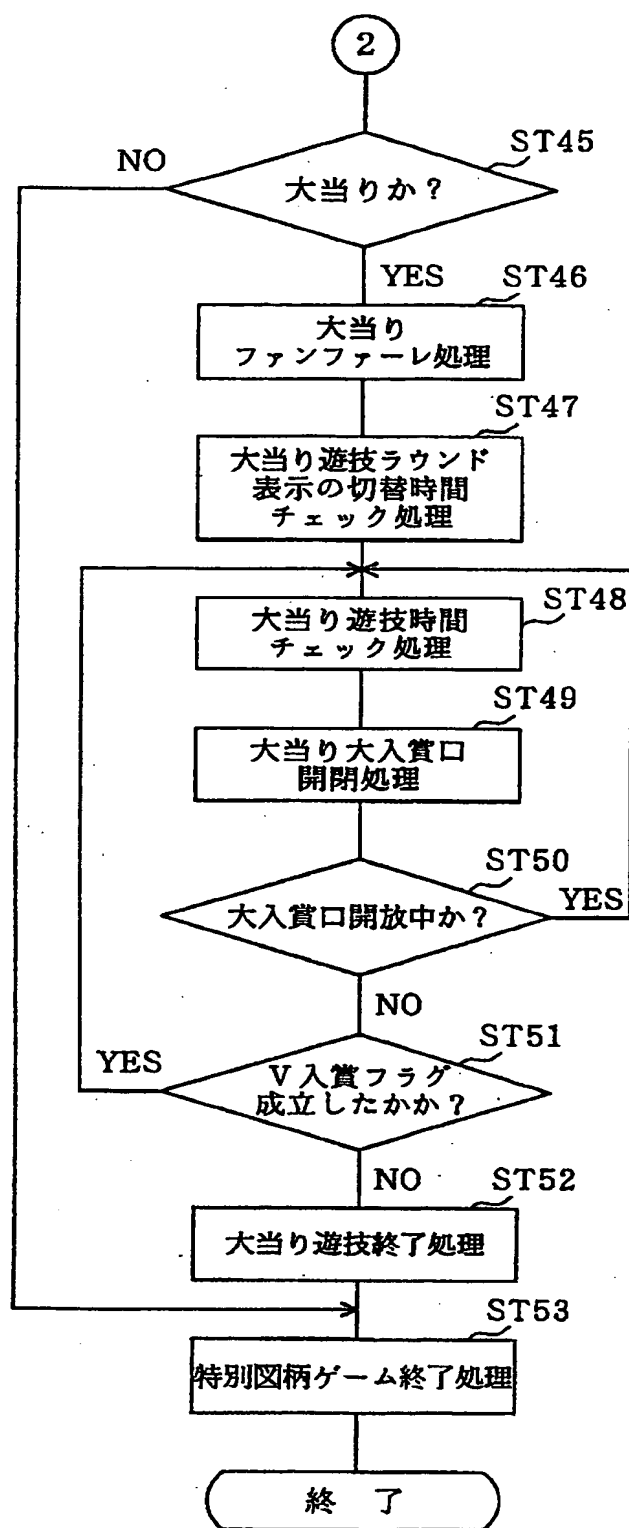 2
ST45
NO
大当りか？
YES
ST46
大当り
ファンファーレ処理
ST47
大当り遊技ラウンド
表示の切替時間
チェック処理
ST48
大当り遊技時間
チェック処理
ST49
大当り大入賞口
開閉処理
ST50
大入賞口開放中か？
YES
NO
ST51
YES
V入賞フラグ
成立したかか？
NO
ST52
大当り遊技終了処理
ST53
特別図柄ゲーム終了処理
終 了